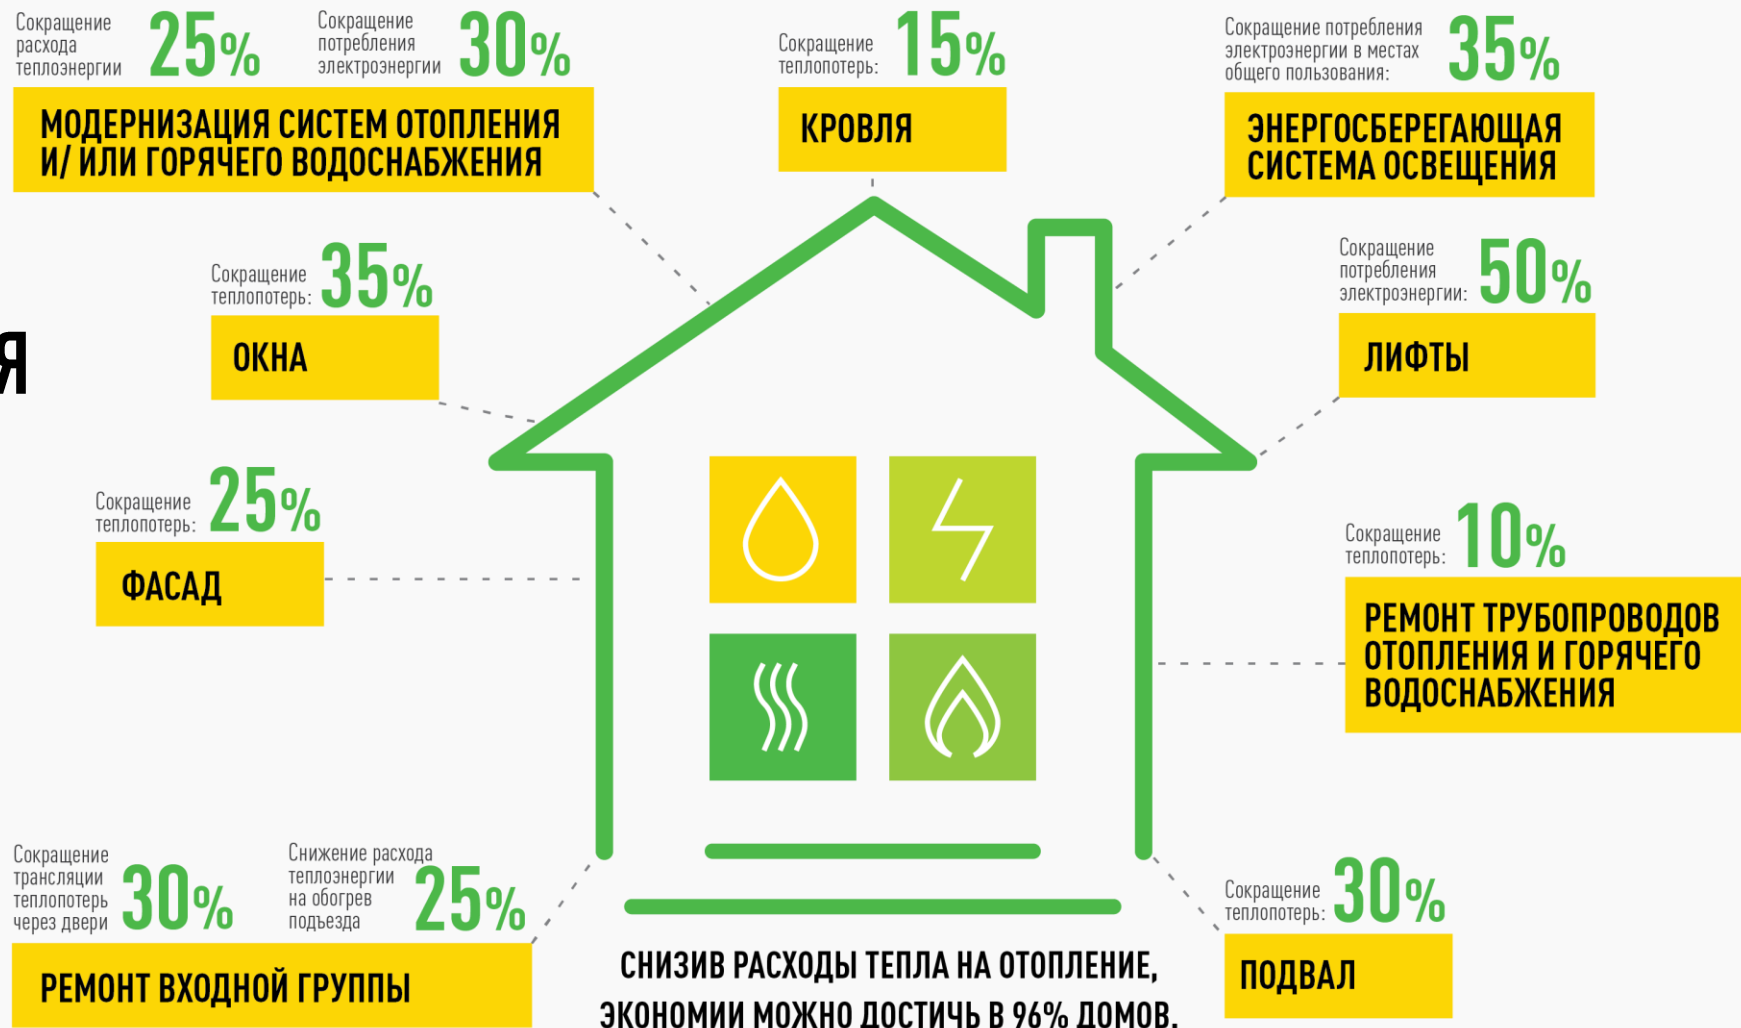 Сокращение
расхода
теплоэнергии
25%
Сокращение
потребления
электроэнергии
30%
МОДЕРНИЗАЦИЯ СИСТЕМ ОТОПЛЕНИЯ
И/ ИЛИ ГОРЯЧЕГО ВОДОСНАБЖЕНИЯ
Сокращение
теплопотерь:
15%
КРОВЛЯ
Сокращение потребления
электроэнергии в местах
общего пользования:
35%
ЭНЕРГОСБЕРЕГАЮЩАЯ
СИСТЕМА ОСВЕЩЕНИЯ
Сокращение
теплопотерь:
35%
ОКНА
Сокращение
потребления
электроэнергии:
50%
ЛИФТЫ
Я
Сокращение
теплопотерь:
25%
ФАСАД
Сокращение
теплопотерь:
10%
РЕМОНТ ТРУБОПРОВОДОВ
ОТОПЛЕНИЯ И ГОРЯЧЕГО
ВОДОСНАБЖЕНИЯ
Сокращение
трансляции
теплопотерь
через двери
30%
Снижение расхода
теплоэнергии
на обогрев
подъезда
25%
РЕМОНТ ВХОДНОЙ ГРУППЫ
Сокращение
теплопотерь:
30%
ПОДВАЛ
СНИЗИВ РАСХОДЫ ТЕПЛА НА ОТОПЛЕНИЕ,
ЭКОНОМИИ МОЖНО ДОСТИЧЬ В 96% ДОМОВ.